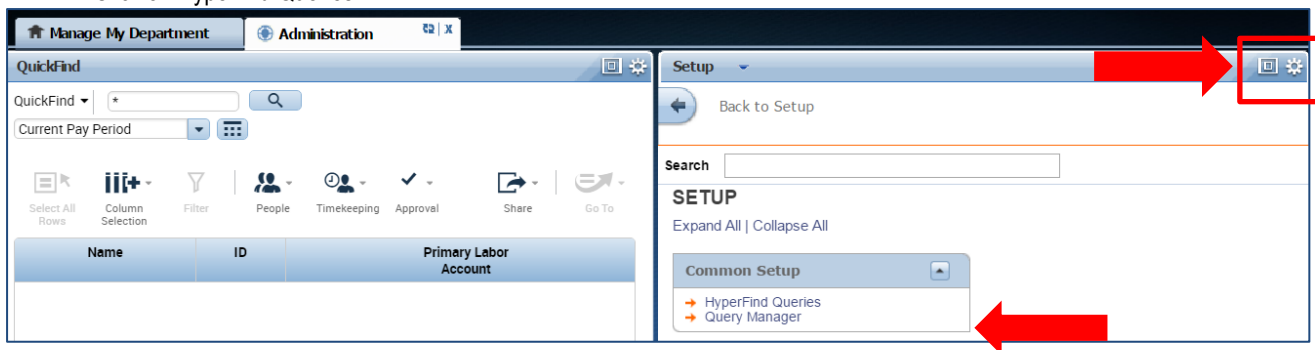 Manage My Department
Administration
X
QuickFind
QuickFind
*
Current Pay Period
Select All
Rows
Column
Selection
Filter
People
Timekeeping
Approval
Share
Go To
Name
ID
Primary Labor
Account
Setup
Back to Setup
Search
SETUP
Expand All | Collapse All
Common Setup
HyperFind Queries
Query Manager